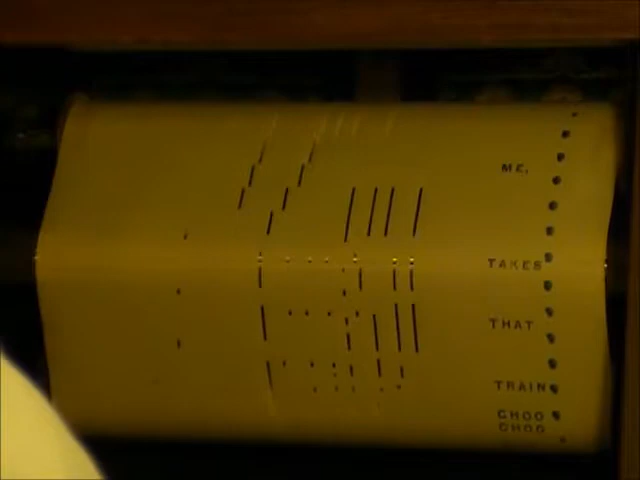 ME,
TAKES
THAT
TRAIN
CHOO
CHOO